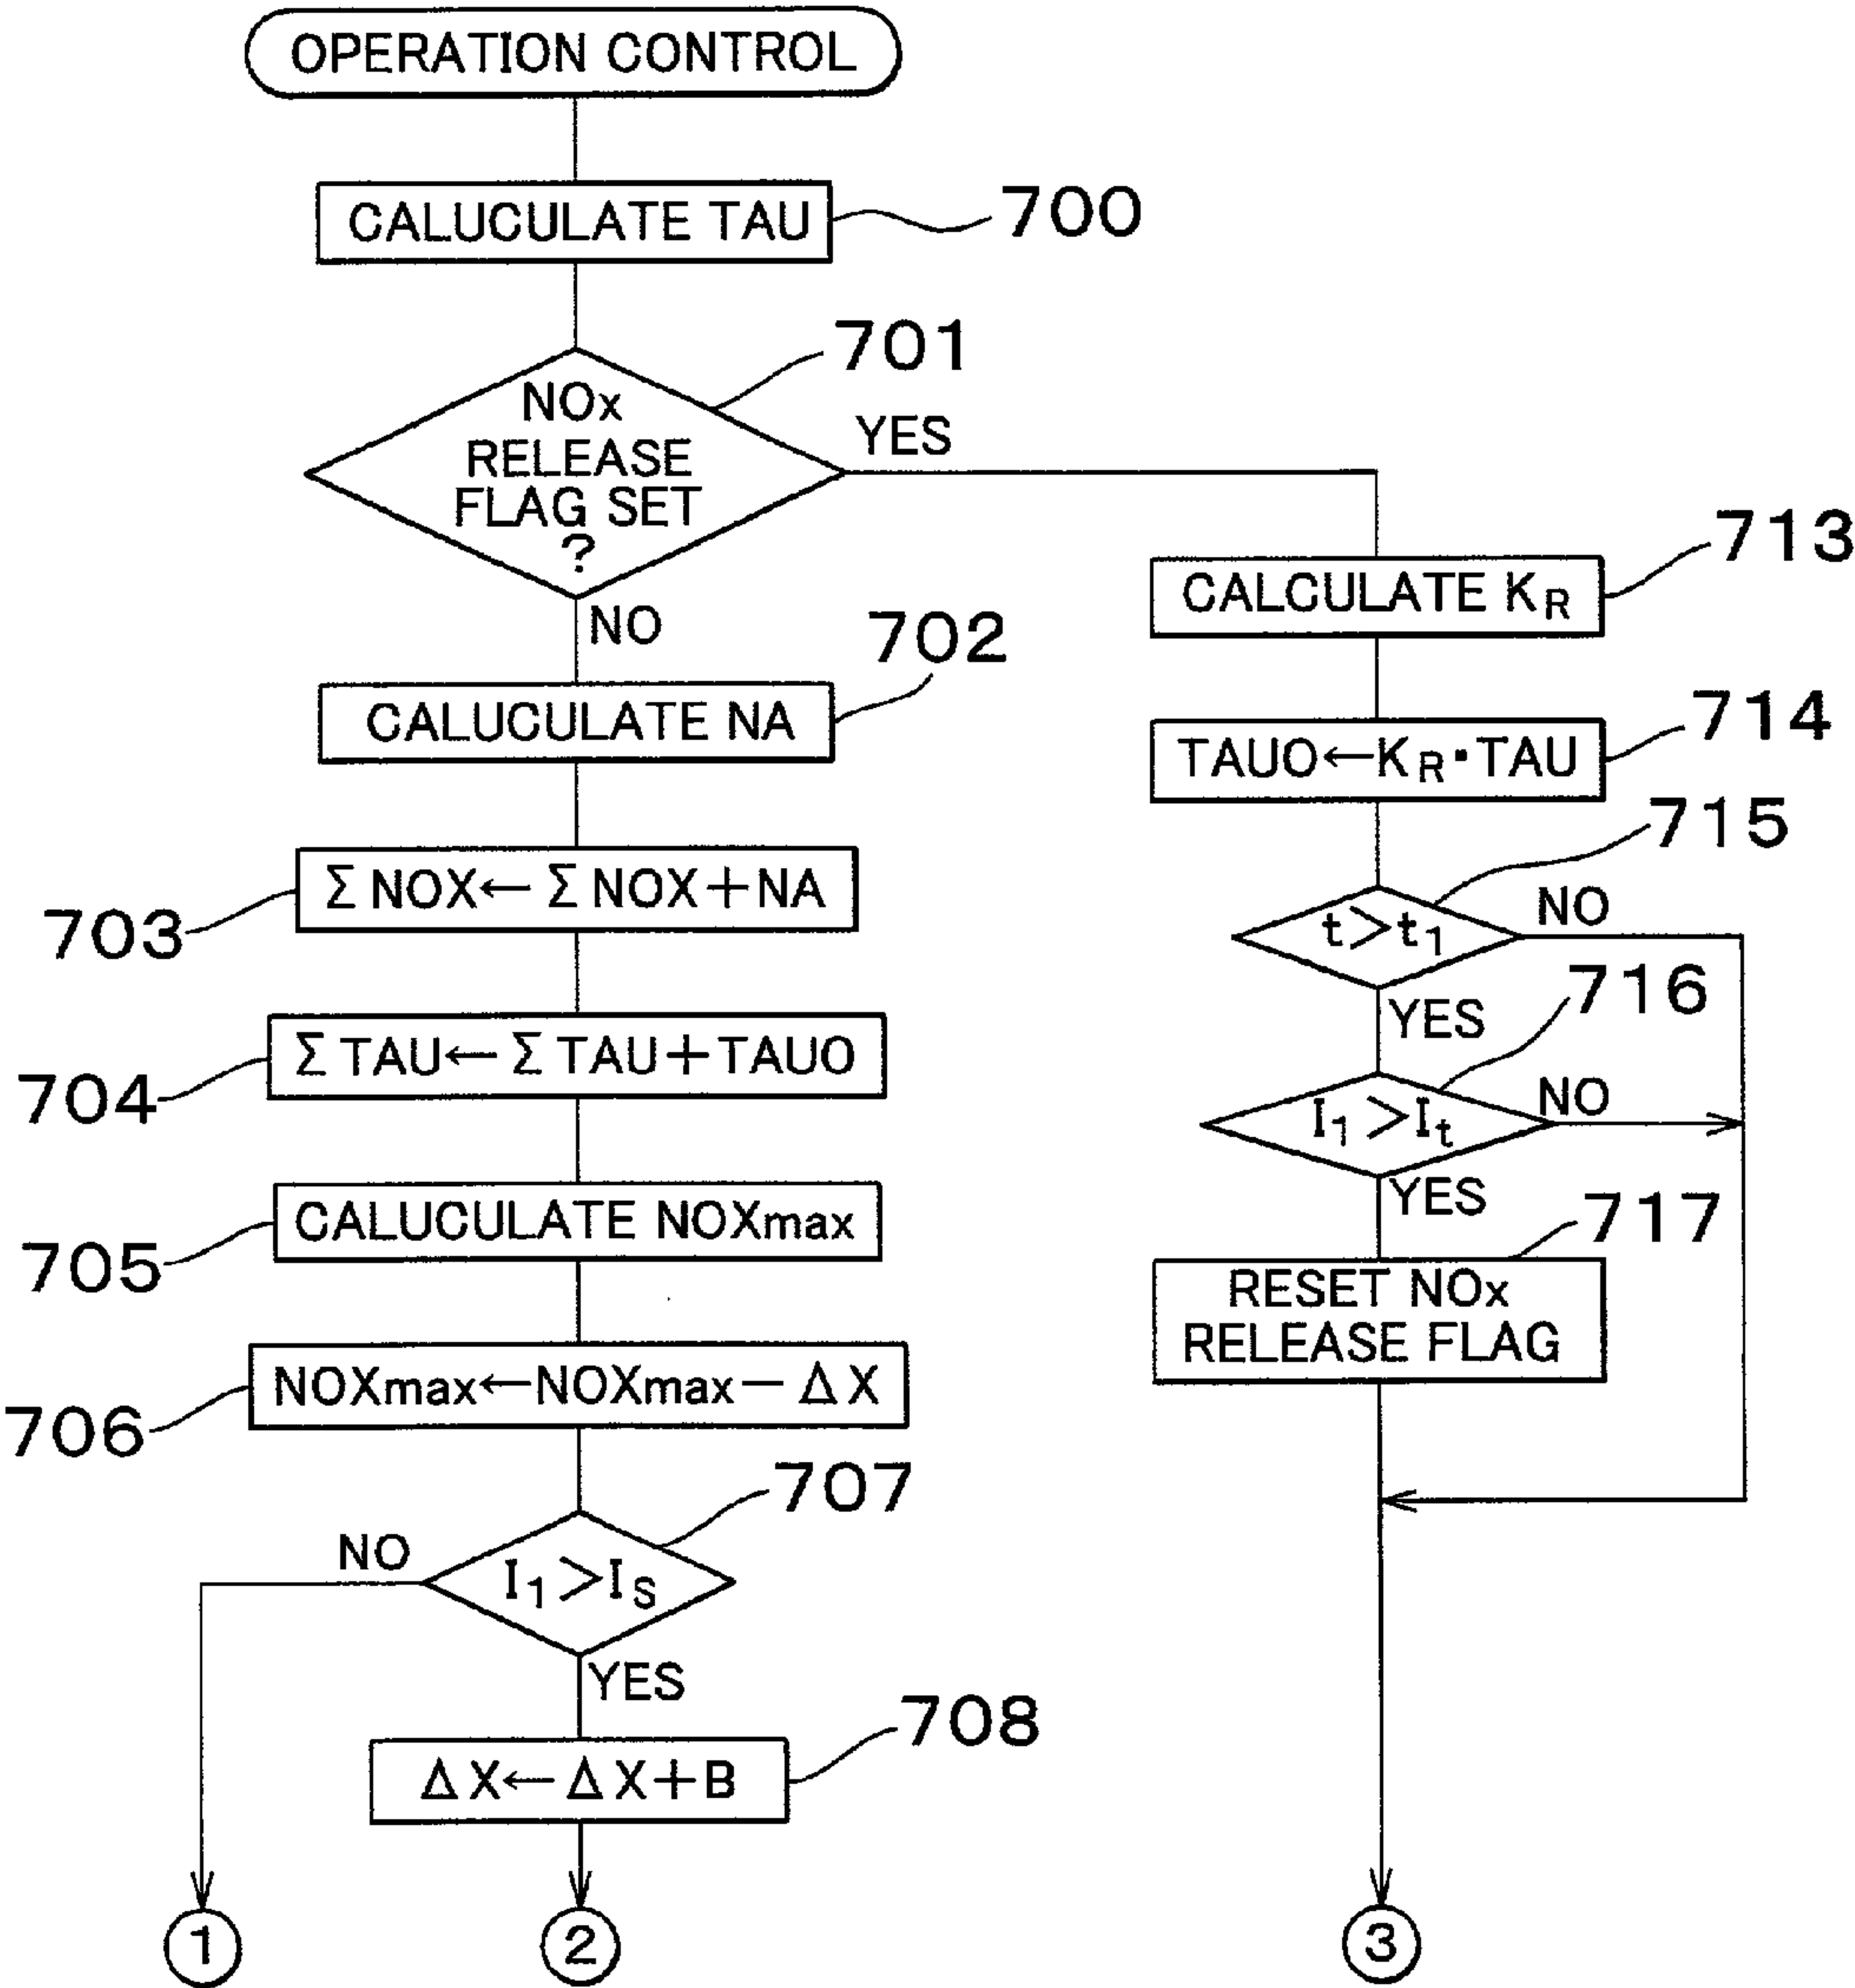 OPERATION CONTROL
CALUCULATE TAU
700
701
NOx
RELEASE
FLAG SET
?
YES
NO
702
CALUCULATE NA
ΣNOX←ΣNOX+NA
703
ΣTAU←ΣTAU+TAUO
704
CALUCULATE NOXmax
705
NOXmax←NOXmax-ΔX
706
707
NO
I1>IS
YES
708
ΔX←ΔX+B
1
2
713
CALCULATE KR
714
TAUO←KR·TAU
715
t>t1
NO
YES
716
I1>It
NO
YES
717
RESET NOx
RELEASE FLAG
3